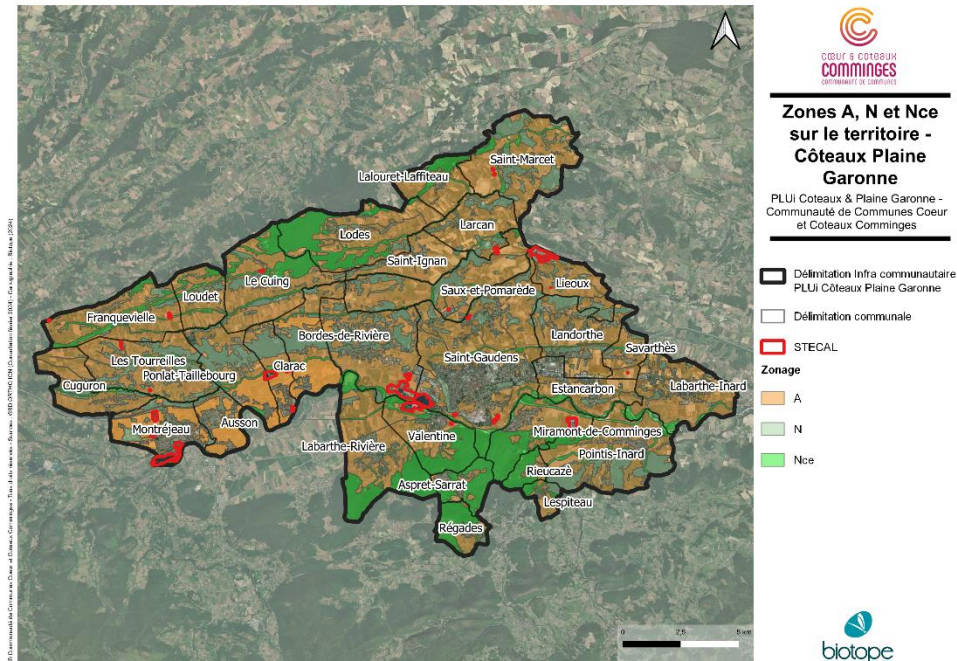 cœur & coteaux
COMMINGES
COMMUNAUTÉ DE COMMUNES
Zones A, N et Nce
sur le territoire -
Côteaux Plaine
Garonne
PLUi Coteaux & Plaine Garonne -
Communauté de Communes Coeur
et Coteaux Comminges
Délimitation Infra communautaire
PLUi Côteaux Plaine Garonne
Délimitation communale
STECAL
Zonage
A
N
Nce
biotope
Saint-Marcet
Lalouret-Laffiteau
Larcan
Lodes
Saint-Ignan
Le Cuing
Lieoux
Saux-et-Pomarède
Loudet
Franquevielle
Bordes-de-Rivière
Landorthe
Savarthès
Les Tourreilles
Saint-Gaudens
Clarac
Ponlat-Taillebourg
Cuguron
Estancarbon
Labarthe-Inard
Ausson
Montréjeau
Valentine
Miramont-de-Comminges
Labarthe-Rivière
Pointis-Inard
Rieucazè
Aspret-Sarrat
Lespiteau
Régades
0 2,5 5 km